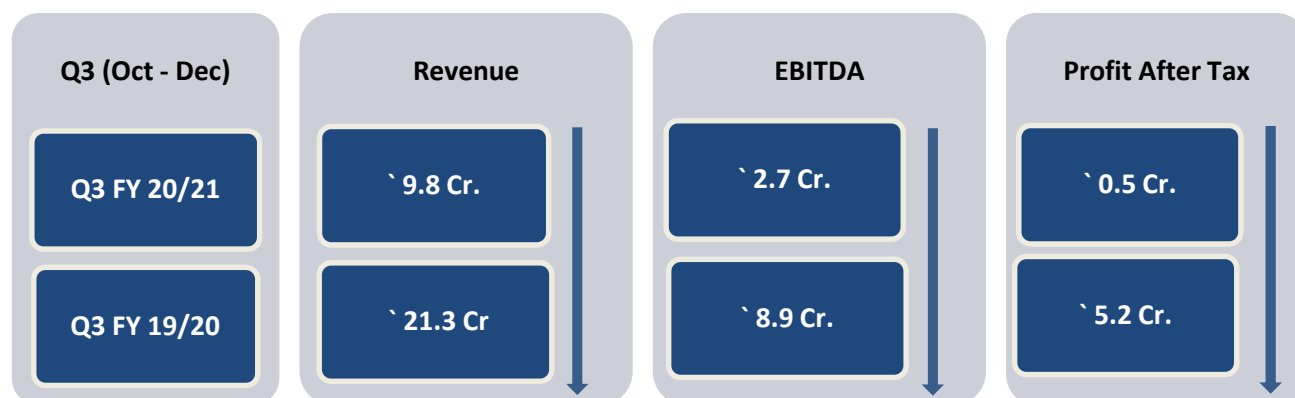 Q3 (Oct - Dec)
Revenue
EBITDA
Profit After Tax
Q3 FY 20/21
` 9.8 Cr.
` 2.7 Cr.
` 0.5 Cr.
Q3 FY 19/20
` 21.3 Cr
` 8.9 Cr.
` 5.2 Cr.